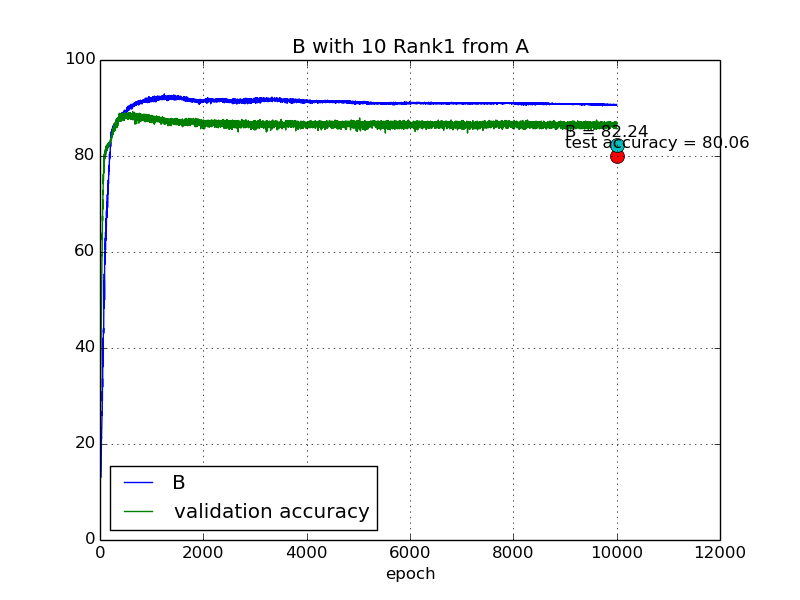 B with 10 Rank1 from A
100
80
60
40
20
0
B = 82.24
test accuracy = 80.06
B
validation accuracy
0 2000 4000 6000 8000 10000 12000
epoch